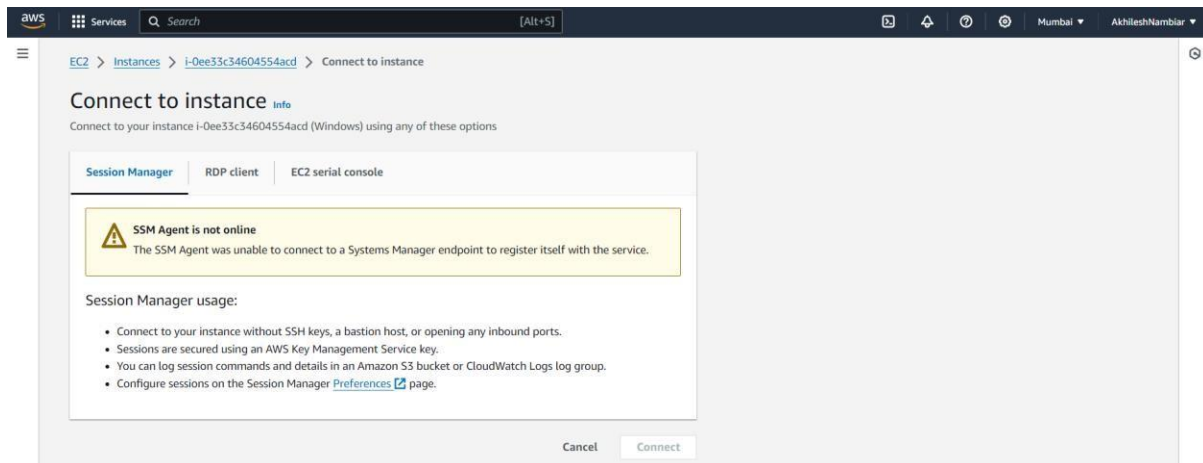 aws Services Search [Alt+S] Mumbai ▼ AkhileshNambiar ▼
EC2 > Instances > i-0ee33c34604554acd > Connect to instance
Connect to instance Info
Connect to your instance i-0ee33c34604554acd (Windows) using any of these options
Session Manager RDP client EC2 serial console
SSM Agent is not online
The SSM Agent was unable to connect to a Systems Manager endpoint to register itself with the service.
Session Manager usage:
• Connect to your instance without SSH keys, a bastion host, or opening any inbound ports.
• Sessions are secured using an AWS Key Management Service key.
• You can log session commands and details in an Amazon S3 bucket or CloudWatch Logs log group.
• Configure sessions on the Session Manager Preferences page.
Cancel Connect